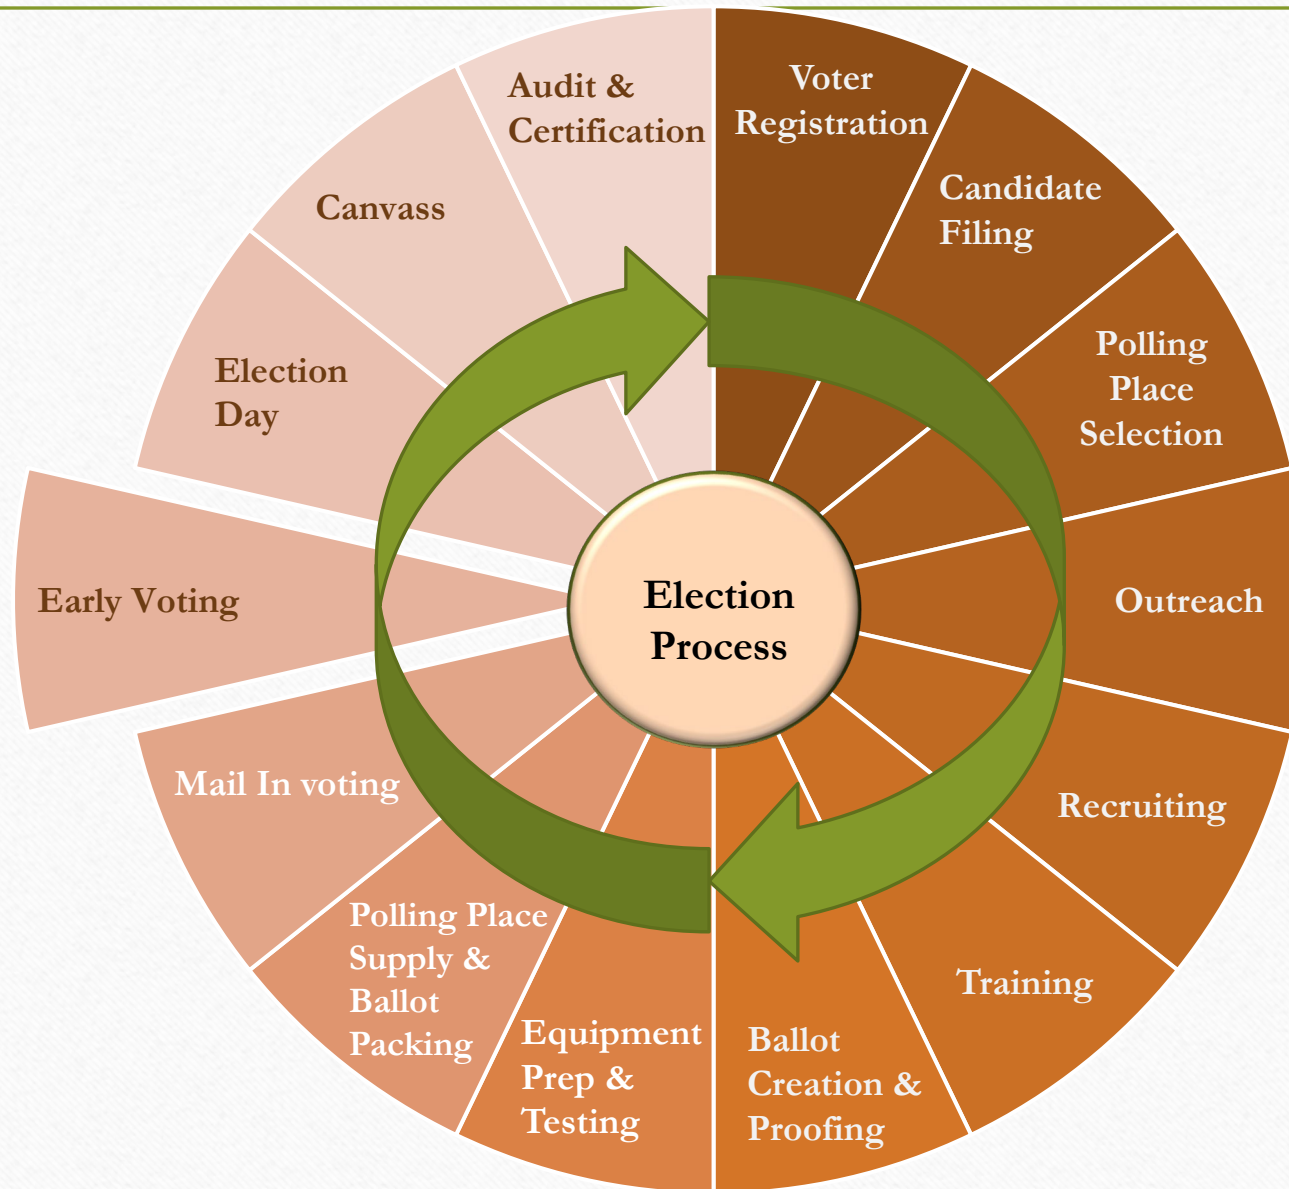 Voter
Registration
Candidate
Filing
Polling
Place
Selection
Outreach
Recruiting
Training
Ballot
Creation &
Proofing
Equipment
Prep &
Testing
Polling Place
Supply &
Ballot
Packing
Mail In voting
Early Voting
Election
Day
Canvass
Audit &
Certification
Election
Process